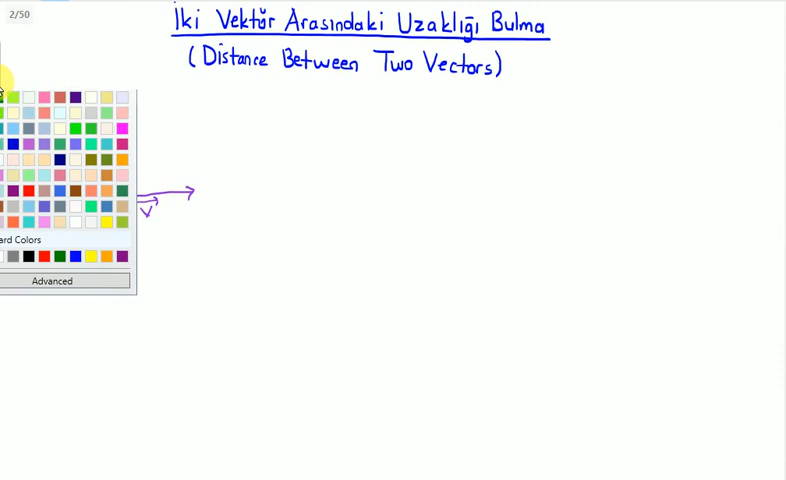 2/50
İki Vektör Arasındaki Uzaklığı Bulma
(Distance Between Two Vectors)
V
ard Colors
Advanced